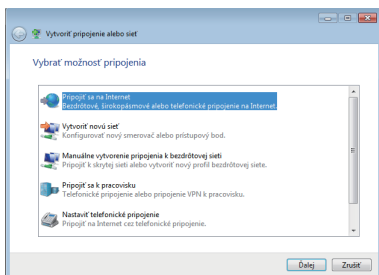 Vytvoriť pripojenie alebo sieť
Vybrať možnosť pripojenia
Pripojiť sa na Internet
Bezdrôtové, širokopásmové alebo telefonické pripojenie na Internet.
Vytvoriť novú sieť
Konfigurovať nový smerovač alebo prístupový bod.
Manuálne vytvorenie pripojenia k bezdrôtovej sieti
Pripojiť k skrytej sieti alebo vytvoriť nový profil bezdrôtovej siete.
Pripojiť sa k pracovisku
Telefonické pripojenie alebo pripojenie VPN k pracovisku.
Nastaviť telefonické pripojenie
Pripojiť na Internet cez telefonické pripojenie.
Ďalej
Zrušiť